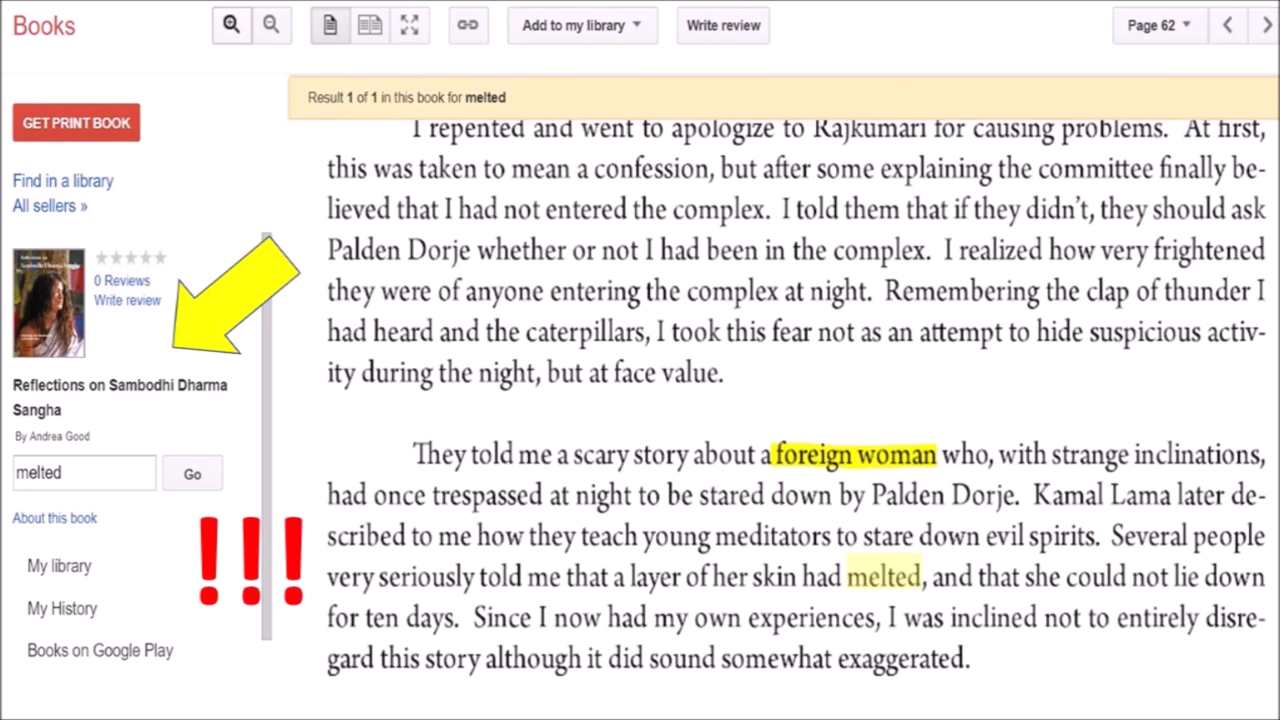 Books
Add to my library
Write review
Page 62
Result 1 of 1 in this book for melted
GET PRINT BOOK
Find in a library
All sellers »
0 Reviews
Write review
Reflections on Sambodhi Dharma
Sangha
By Andrea Good
melted
Go
About this book
My library
My History
Books on Google Play
!!!
I repented and went to apologize to Rajkumari for causing problems. At first,
this was taken to mean a confession, but after some explaining the committee finally be-
lieved that I had not entered the complex. I told them that if they didn't, they should ask
Palden Dorje whether or not I had been in the complex. I realized how very frightened
they were of anyone entering the complex at night. Remembering the clap of thunder I
had heard and the caterpillars, I took this fear not as an attempt to hide suspicious activ-
ity during the night, but at face value.
They told me a scary story about a foreign woman who, with strange inclinations,
had once trespassed at night to be stared down by Palden Dorje. Kamal Lama later de-
scribed to me how they teach young meditators to stare down evil spirits. Several people
very seriously told me that a layer of her skin had melted, and that she could not lie down
for ten days. Since I now had my own experiences, I was inclined not to entirely disre-
gard this story although it did sound somewhat exaggerated.